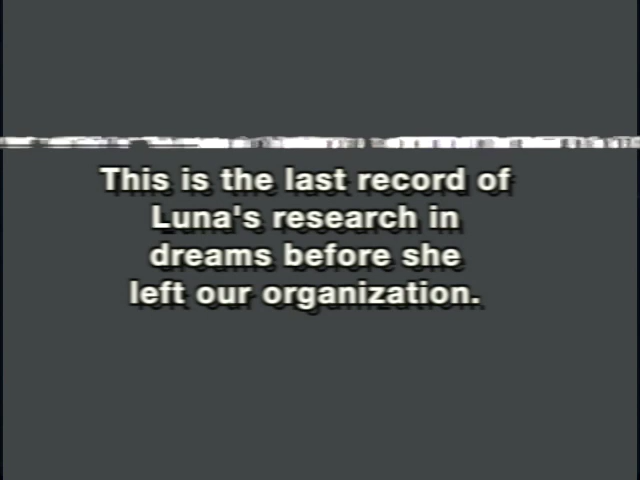 This is the last record of
Luna's research in
dreams before she
left our organization.